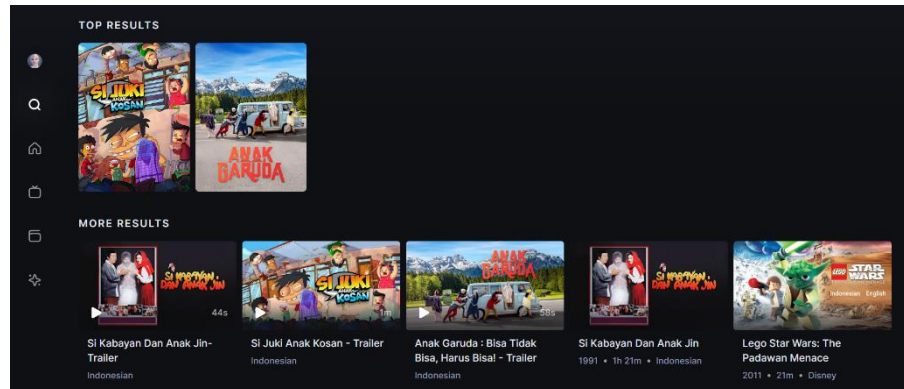 TOP RESULTS
SI JUKI
ANAK
KOSAN
ANAK
GARUDA
MORE RESULTS
SI KABAYAN
DAN ANAK JIN
44s
SI JUKI
ANAK
KOSAN
1m
ANAK
GARUDA
58s
SI KABAYAN
DAN ANAK JIN
LEGO STAR
WARS
Indonesian English
Si Kabayan Dan Anak Jin-
Trailer
Indonesian
Si Juki Anak Kosan - Trailer
Indonesian
Anak Garuda : Bisa Tidak
Bisa, Harus Bisa! - Trailer
Indonesian
Si Kabayan Dan Anak Jin
1991 • 1h 21m • Indonesian
Lego Star Wars: The
Padawan Menace
2011 • 21m • Disney